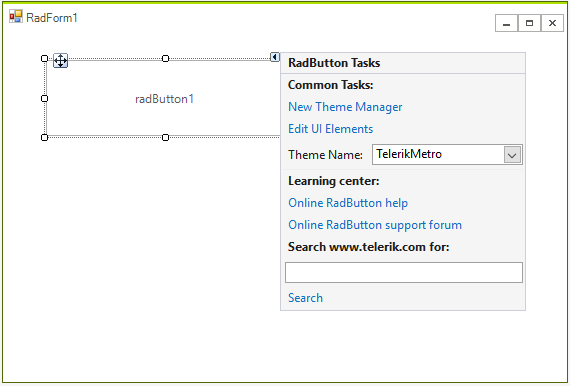 RadForm1
radButton1
RadButton Tasks
Common Tasks:
New Theme Manager
Edit UI Elements
Theme Name: TelerikMetro
Learning center:
Online RadButton help
Online RadButton support forum
Search www.telerik.com for:
Search